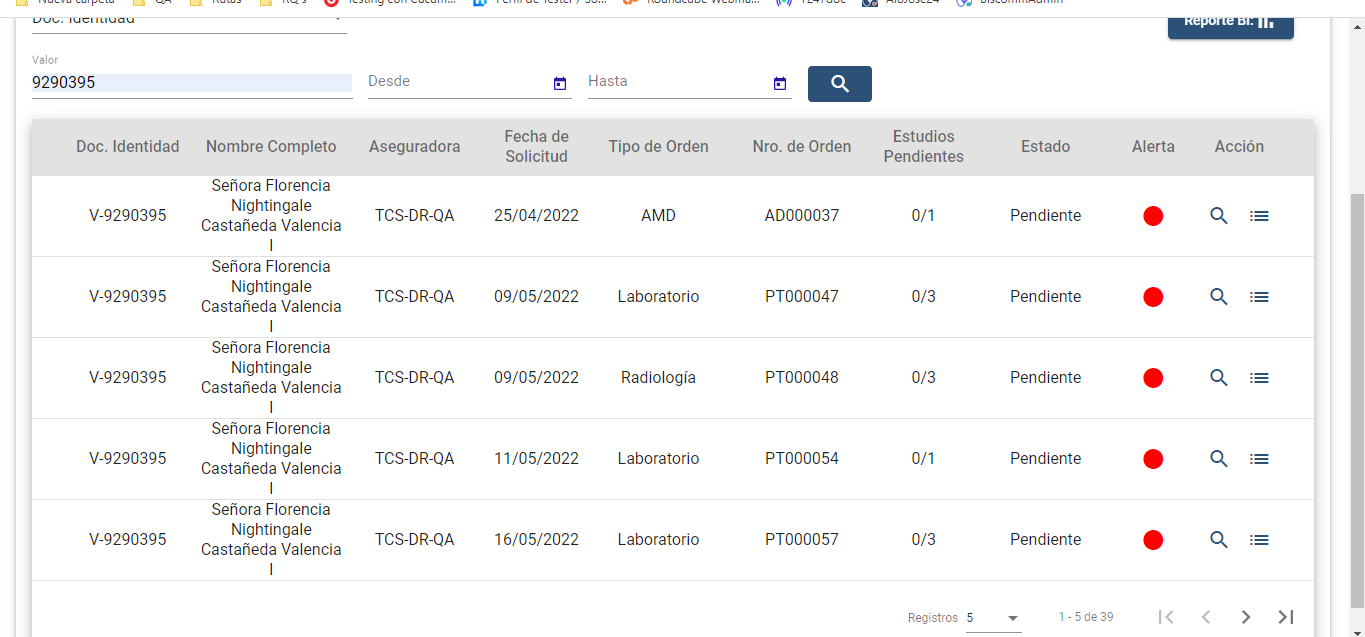 Nueva carpeta QA Rutas RQ's Testing con Cucum... Perfil de Tester / So... Roundcube Webma... AloJose24 BiscommAdmin
Doc. Identidad
Reporte BI:
Valor
9290395 Desde Hasta
Doc. Identidad Nombre Completo Aseguradora Fecha de Solicitud Tipo de Orden Nro. de Orden Estudios Pendientes Estado Alerta Acción
Señora Florencia
Nightingale
V-9290395 Castañeda Valencia TCS-DR-QA 25/04/2022 AMD AD000037 0/1 Pendiente
I
Señora Florencia
Nightingale
V-9290395 Castañeda Valencia TCS-DR-QA 09/05/2022 Laboratorio PT000047 0/3 Pendiente
I
Señora Florencia
Nightingale
V-9290395 Castañeda Valencia TCS-DR-QA 09/05/2022 Radiología PT000048 0/3 Pendiente
I
Señora Florencia
Nightingale
V-9290395 Castañeda Valencia TCS-DR-QA 11/05/2022 Laboratorio PT000054 0/1 Pendiente
I
Señora Florencia
Nightingale
V-9290395 Castañeda Valencia TCS-DR-QA 16/05/2022 Laboratorio PT000057 0/3 Pendiente
I
Registros 5 1 - 5 de 39